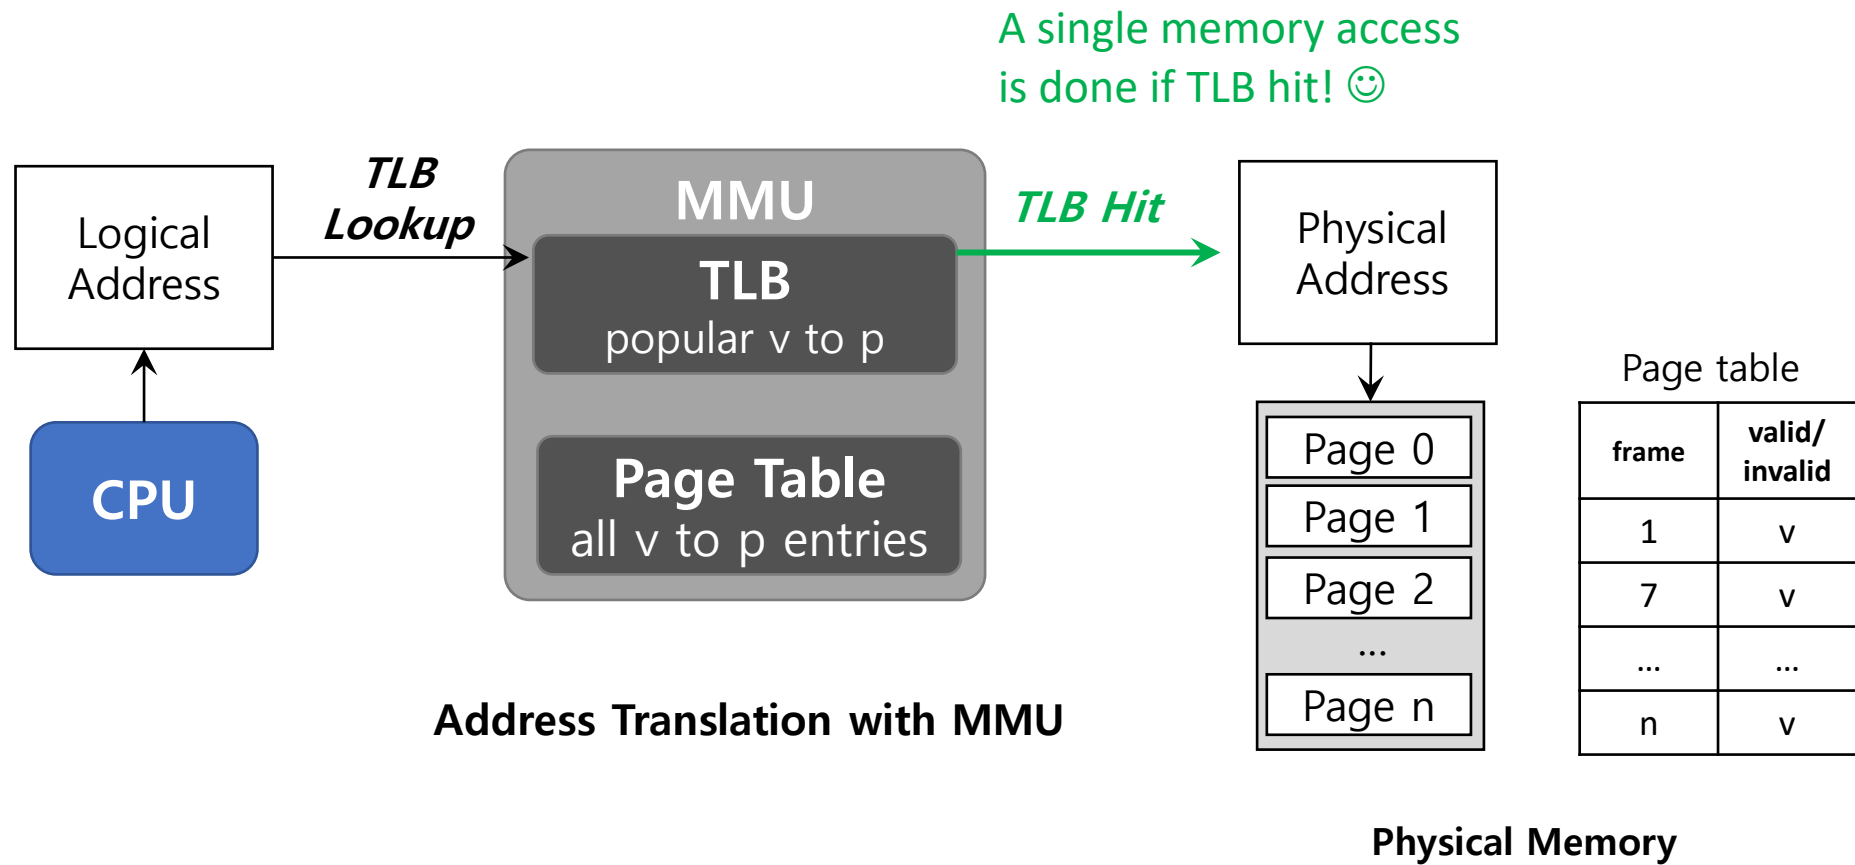 A single memory access
is done if TLB hit! ☺
TLB
Lookup
MMU
TLB Hit
Logical
Address
TLB
popular v to p
Physical
Address
Page table
CPU
Page Table
all v to p entries
Page 0
Page 1
Page 2
...
Page n
frame
valid/
invalid
1
v
7
v
...
...
n
v
Address Translation with MMU
Physical Memory